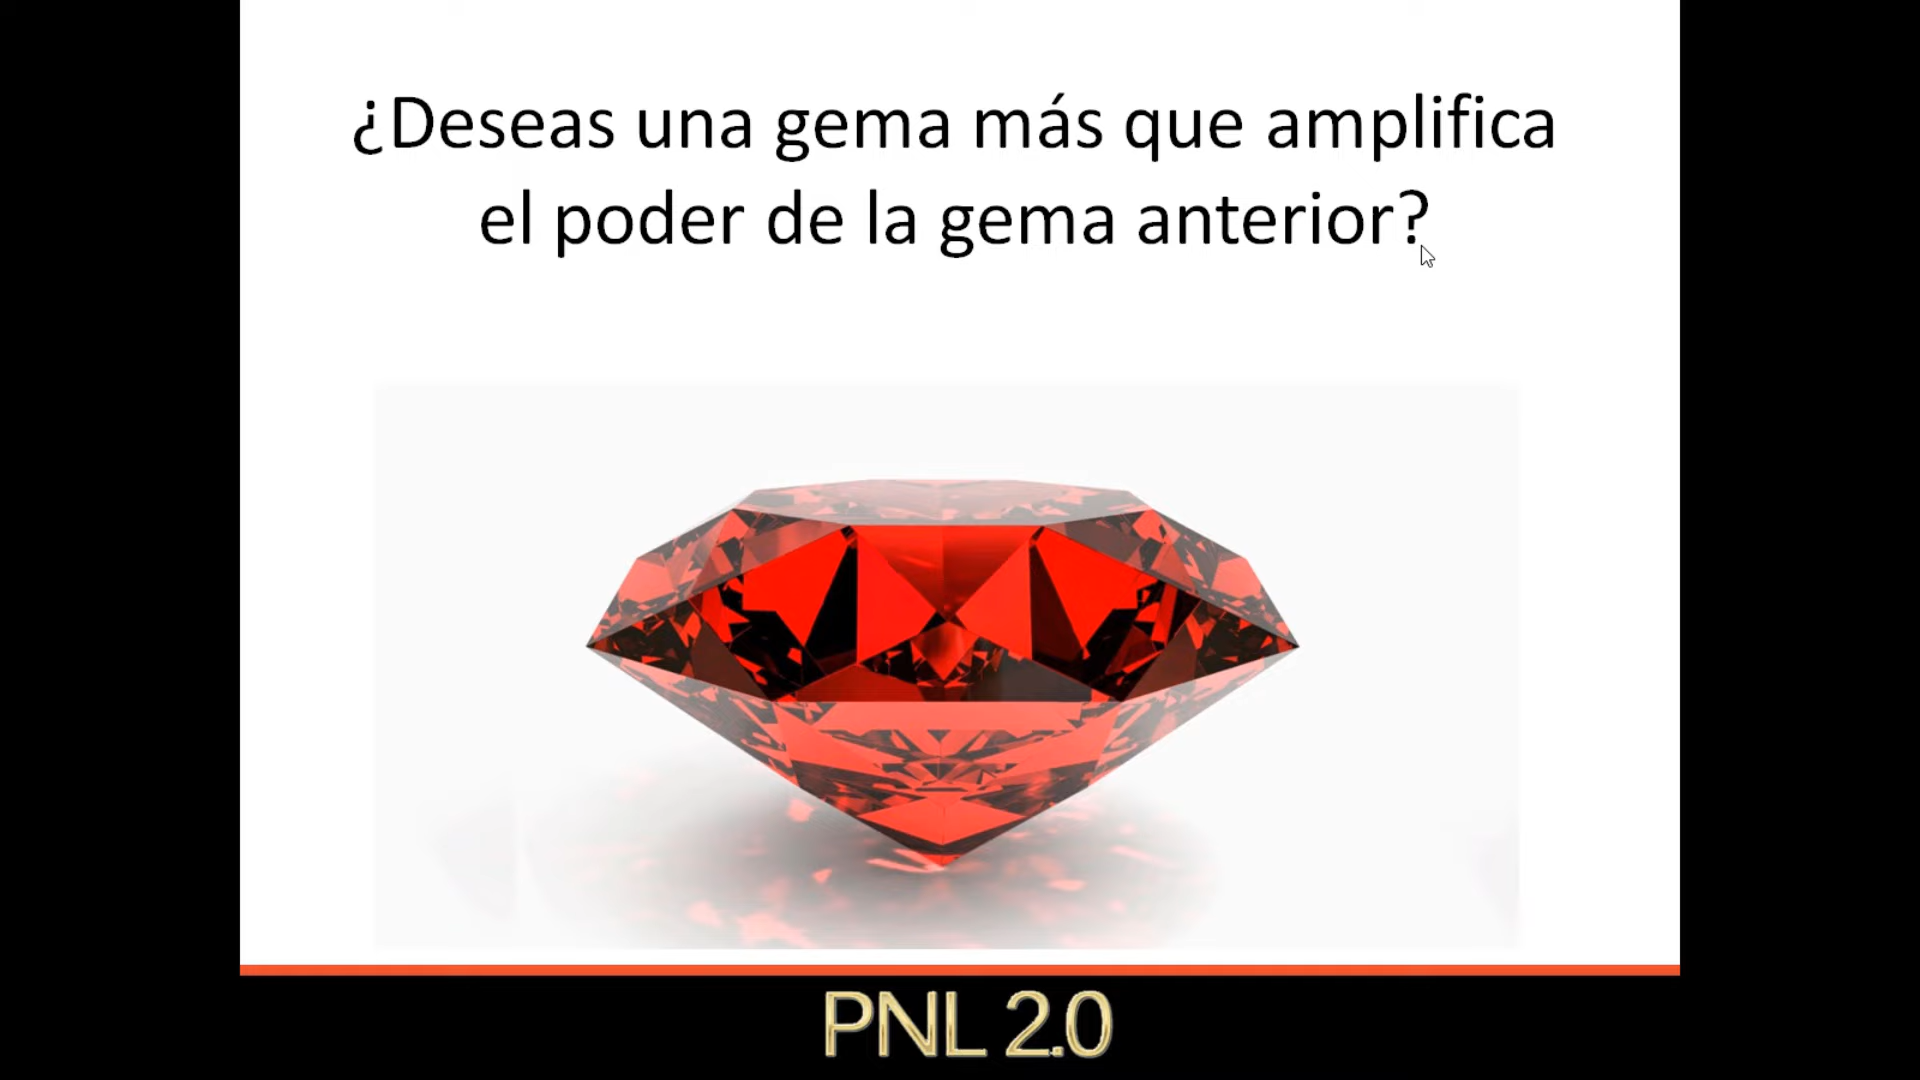 ¿Deseas una gema más que amplifica
el poder de la gema anterior?
PNL 2.0